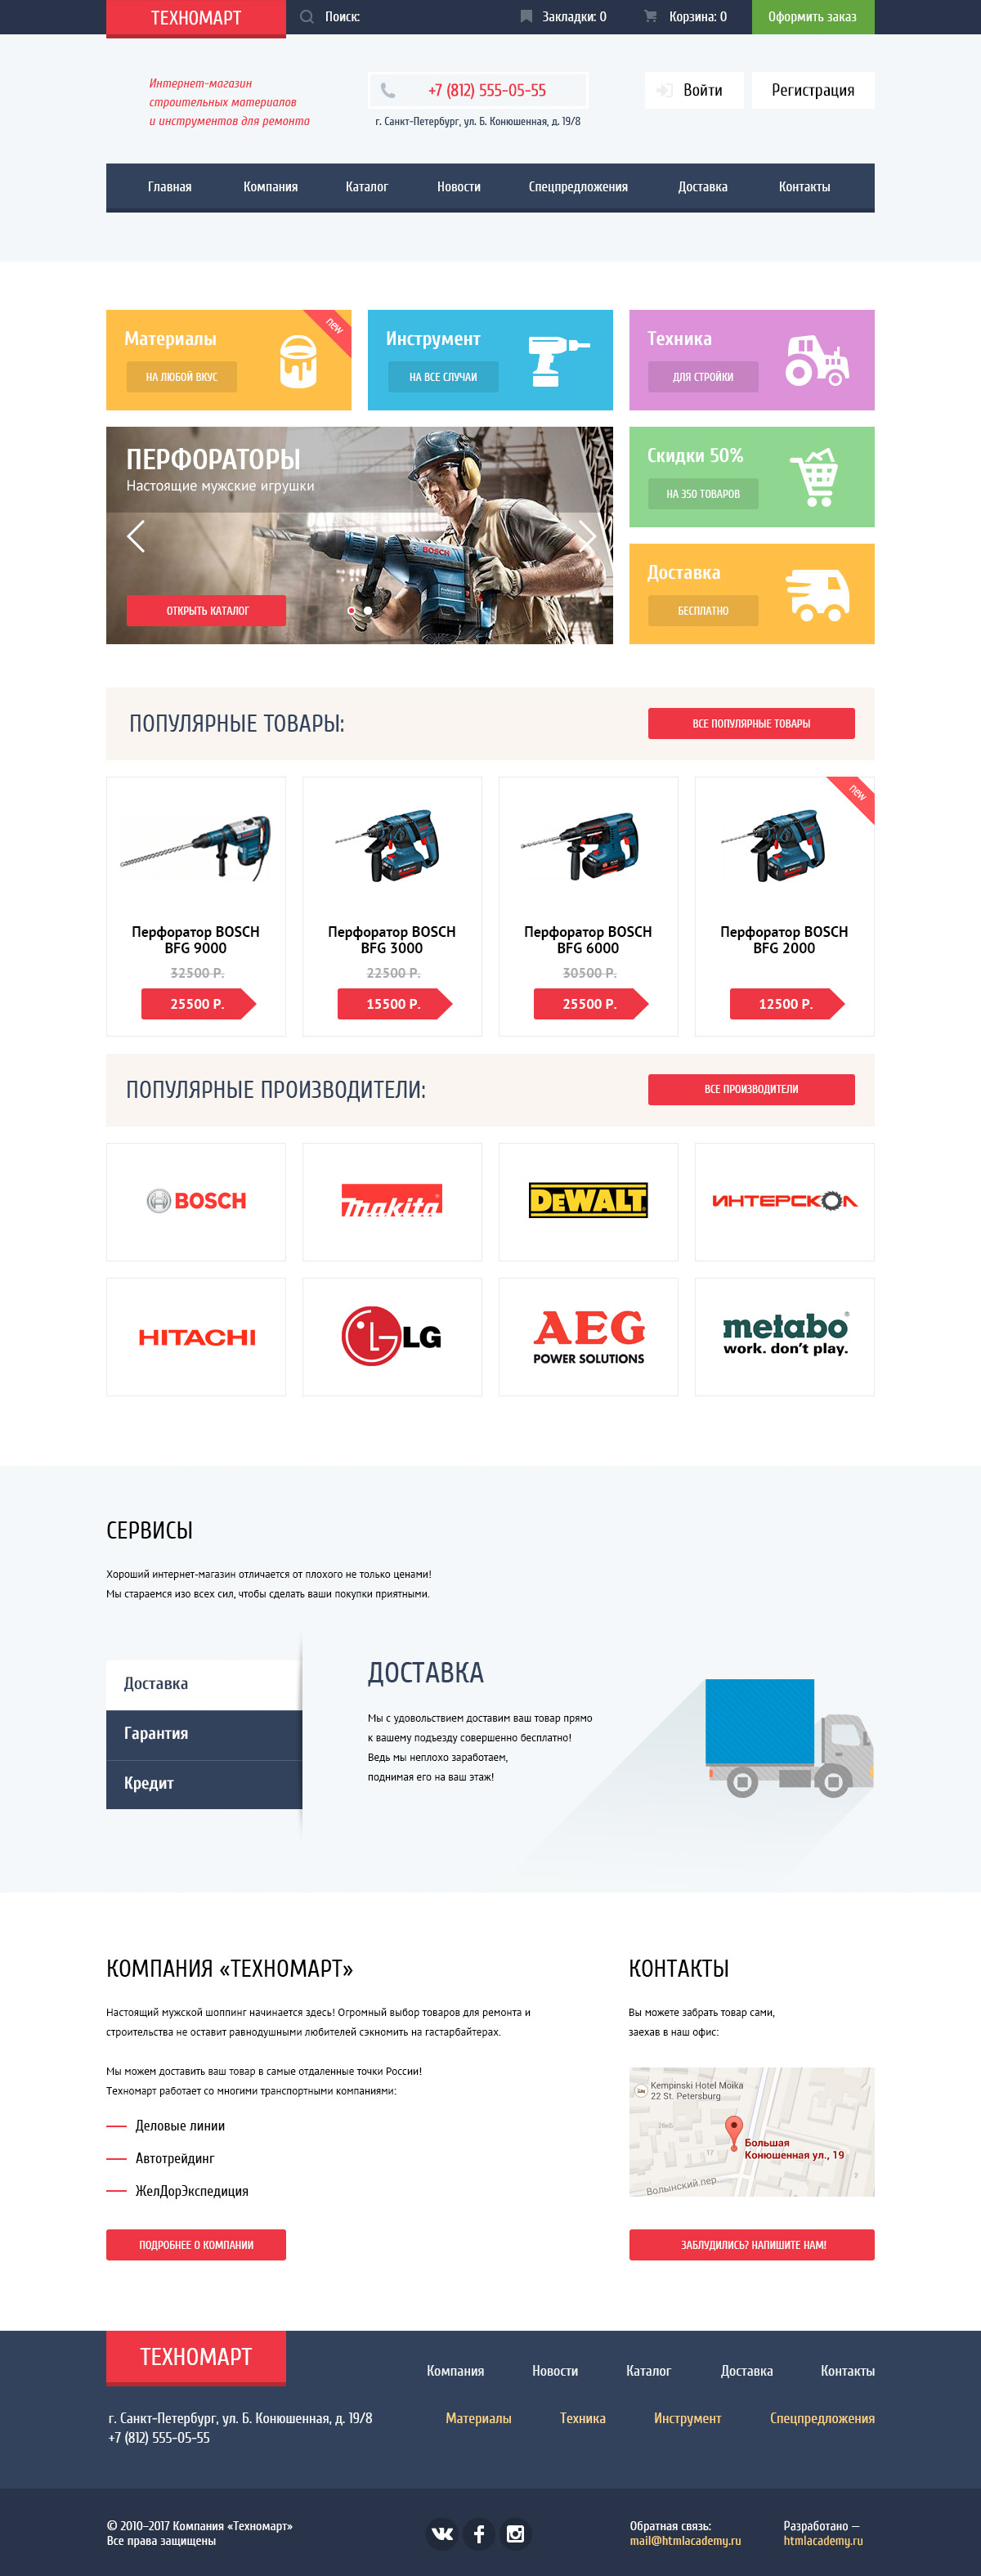 ТЕХНОМАРТ
Поиск:
Закладки: 0
Корзина: 0
Оформить заказ
Интернет-магазин
строительных материалов
и инструментов для ремонта
+7 (812) 555-05-55
г. Санкт-Петербург, ул. Б. Конюшенная, д. 19/8
Войти
Регистрация
Главная
Компания
Каталог
Новости
Спецпредложения
Доставка
Контакты
Материалы
НА ЛЮБОЙ ВКУС
new
Инструмент
НА ВСЕ СЛУЧАИ
Техника
ДЛЯ СТРОЙКИ
ПЕРФОРАТОРЫ
Настоящие мужские игрушки
BOSCH
ОТКРЫТЬ КАТАЛОГ
Скидки 50%
НА 350 ТОВАРОВ
Доставка
БЕСПЛАТНО
ПОПУЛЯРНЫЕ ТОВАРЫ:
ВСЕ ПОПУЛЯРНЫЕ ТОВАРЫ
Перфоратор BOSCH
BFG 9000
32500 Р.
25500 Р.
Перфоратор BOSCH
BFG 3000
22500 Р.
15500 Р.
Перфоратор BOSCH
BFG 6000
30500 Р.
25500 Р.
new
Перфоратор BOSCH
BFG 2000
12500 Р.
ПОПУЛЯРНЫЕ ПРОИЗВОДИТЕЛИ:
ВСЕ ПРОИЗВОДИТЕЛИ
BOSCH
makita
DEWALT
ИНТЕРСКОЛ
HITACHI
LG
AEG
POWER SOLUTIONS
metabo®
work. don't play.
СЕРВИСЫ
Хороший интернет-магазин отличается от плохого не только ценами!
Мы стараемся изо всех сил, чтобы сделать ваши покупки приятными.
Доставка
Гарантия
Кредит
ДОСТАВКА
Мы с удовольствием доставим ваш товар прямо
к вашему подъезду совершенно бесплатно!
Ведь мы неплохо заработаем,
поднимая его на ваш этаж!
КОМПАНИЯ «ТЕХНОМАРТ»
Настоящий мужской шоппинг начинается здесь! Огромный выбор товаров для ремонта и
строительства не оставит равнодушными любителей сэкномить на гастарбайтерах.
Мы можем доставить ваш товар в самые отдаленные точки России!
Техномарт работает со многими транспортными компаниями:
Деловые линии
Автотрейдинг
ЖелДорЭкспедиция
ПОДРОБНЕЕ О КОМПАНИИ
КОНТАКТЫ
Вы можете забрать товар сами,
заехав в наш офис:
Kempinski Hotel Moika
22 St. Petersburg
26вБ
17
Большая
Конюшенная ул., 19
2
Волынский пер.
ЗАБЛУДИЛИСЬ? НАПИШИТЕ НАМ!
ТЕХНОМАРТ
Компания
Новости
Каталог
Доставка
Контакты
г. Санкт-Петербург, ул. Б. Конюшенная, д. 19/8
+7 (812) 555-05-55
Материалы
Техника
Инструмент
Спецпредложения
© 2010–2017 Компания «Техномарт»
Все права защищены
Обратная связь:
mail@htmlacademy.ru
Разработано —
htmlacademy.ru